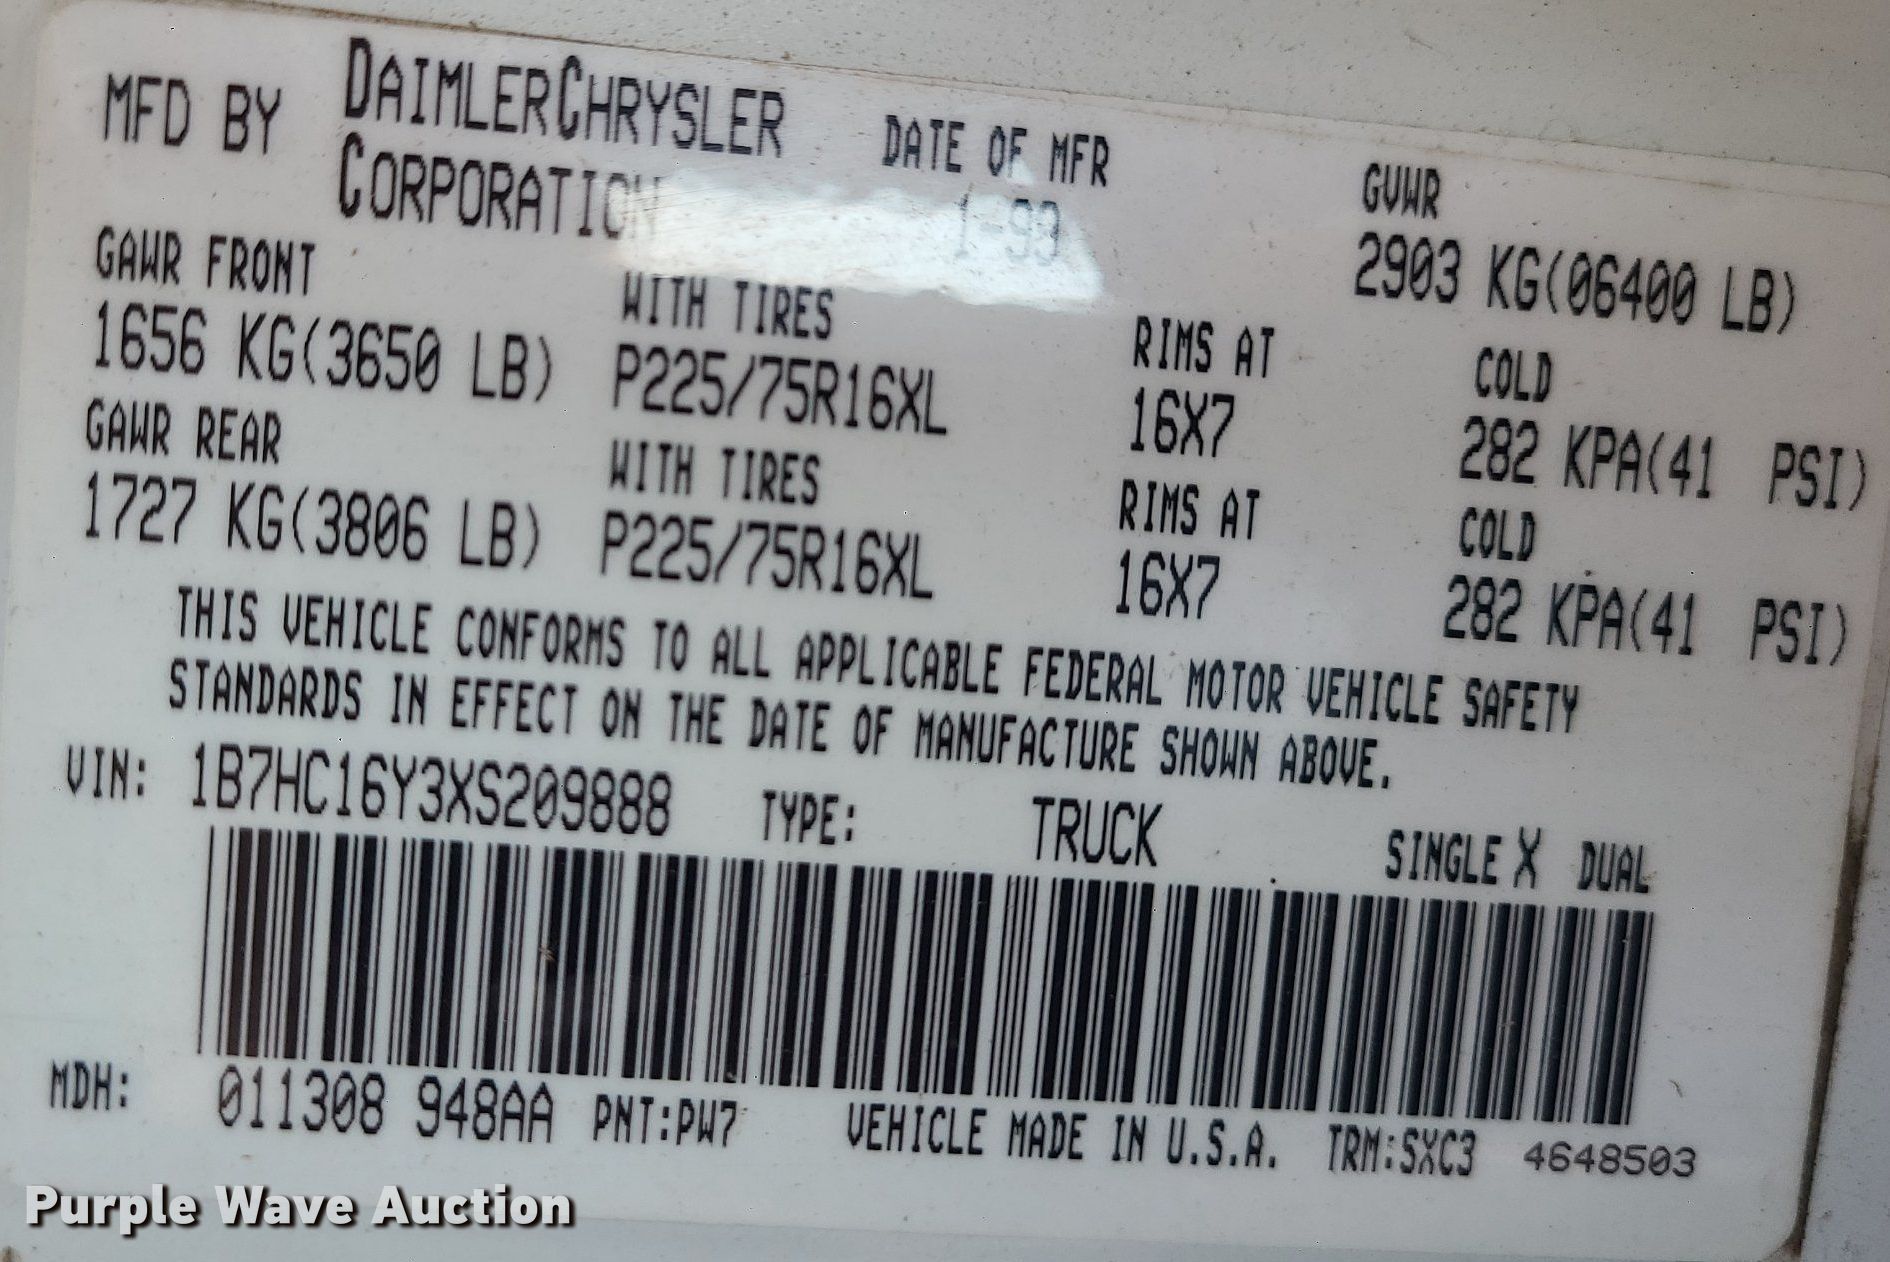 MFD BY DAIMLERCHRYSLER CORPORATION DATE OF MFR 1-99 GVWR
2903 KG(06400 LB)
GAWR FRONT WITH TIRES RIMS AT COLD
1656 KG(3650 LB) P225/75R16XL 16X7 282 KPA(41 PSI)
GAWR REAR WITH TIRES RIMS AT COLD
1727 KG(3806 LB) P225/75R16XL 16X7 282 KPA(41 PSI)
THIS VEHICLE CONFORMS TO ALL APPLICABLE FEDERAL MOTOR VEHICLE SAFETY
STANDARDS IN EFFECT ON THE DATE OF MANUFACTURE SHOWN ABOVE.
VIN: 1B7HC16Y3XS209888 TYPE: TRUCK SINGLE X DUAL
MDH: 011308 948AA PNT:PW7 VEHICLE MADE IN U.S.A. TRM:SXC3 4648503
Purple Wave Auction